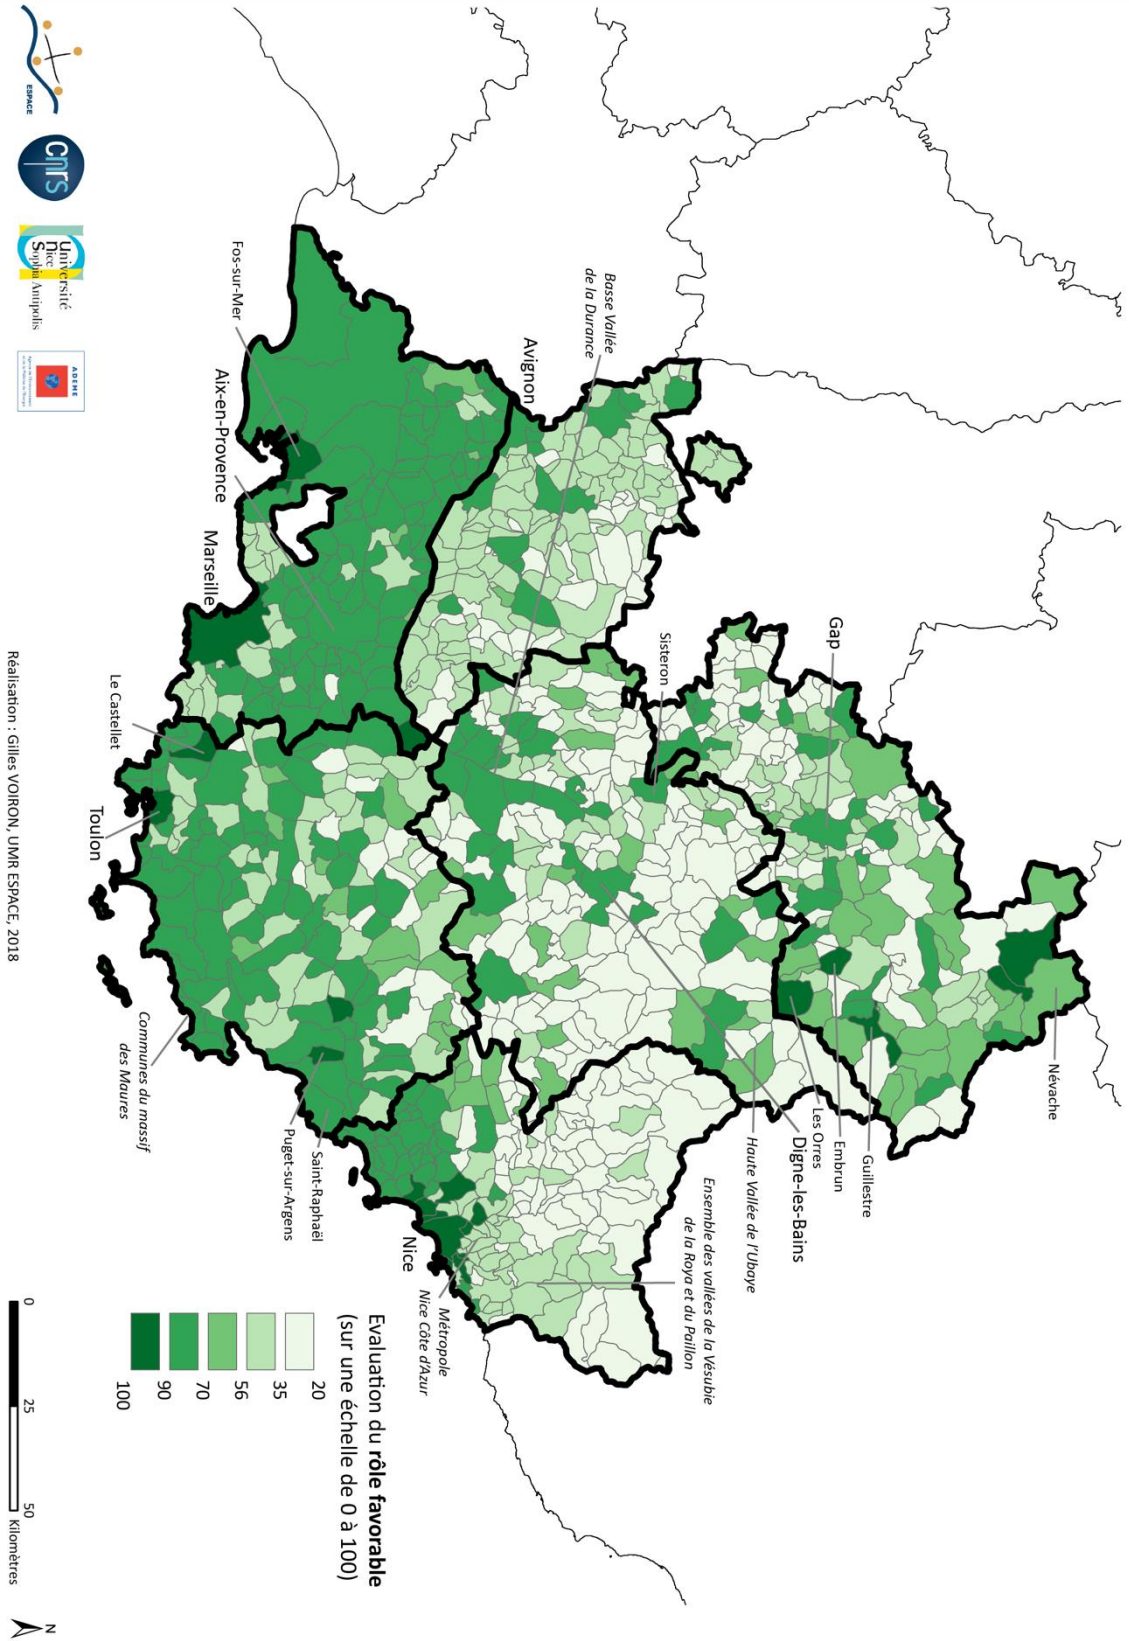 Névache
Guillestre
Embrun
Les Orres
Digne-les-Bains
Haute Vallée de l'Ubaye
Ensemble des vallées de la Vésubie
de la Roya et du Paillon
Gap
Sisteron
Basse Vallée
de la Durance
Avignon
Fos-sur-Mer
Aix-en-Provence
Marseille
Le Castellet
Toulon
Communes du massif
des Maures
Puget-sur-Argens
Saint-Raphaël
Nice
Métropole
Nice Côte d'Azur
Evaluation du rôle favorable
(sur une échelle de 0 à 100)
20
35
56
70
90
100
0
25
50
Kilomètres
N
ESPACE
cnrs
Université
Nice
Sophia Antipolis
ADEME
Réalisation : Gilles VOIRON, UMR ESPACE, 2018